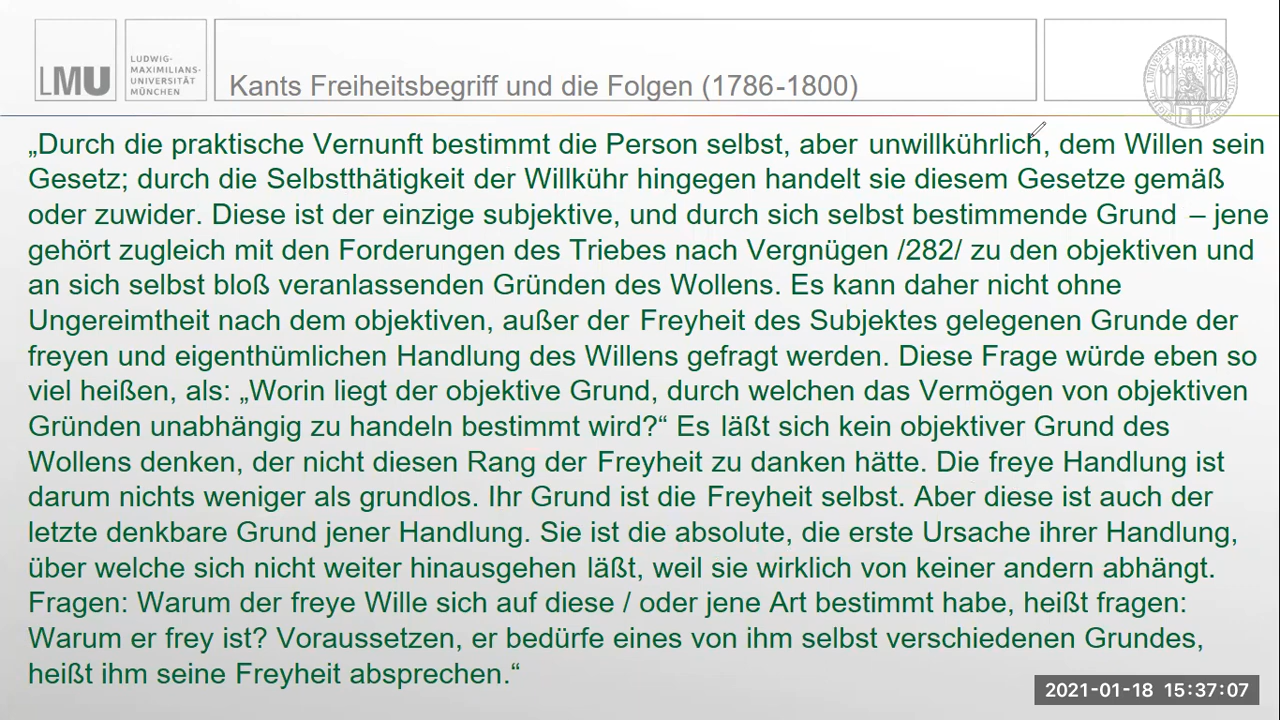 LMU
LUDWIG-
MAXIMILIANS-
UNIVERSITÄT
MÜNCHEN
Kants Freiheitsbegriff und die Folgen (1786-1800)
„Durch die praktische Vernunft bestimmt die Person selbst, aber unwillkührlich, dem Willen sein
Gesetz; durch die Selbstthätigkeit der Willkühr hingegen handelt sie diesem Gesetze gemäß
oder zuwider. Diese ist der einzige subjektive, und durch sich selbst bestimmende Grund – jene
gehört zugleich mit den Forderungen des Triebes nach Vergnügen /282/ zu den objektiven und
an sich selbst bloß veranlassenden Gründen des Wollens. Es kann daher nicht ohne
Ungereimtheit nach dem objektiven, außer der Freyheit des Subjektes gelegenen Grunde der
freyen und eigenthümlichen Handlung des Willens gefragt werden. Diese Frage würde eben so
viel heißen, als: „Worin liegt der objektive Grund, durch welchen das Vermögen von objektiven
Gründen unabhängig zu handeln bestimmt wird?“ Es läßt sich kein objektiver Grund des
Wollens denken, der nicht diesen Rang der Freyheit zu danken hätte. Die freye Handlung ist
darum nichts weniger als grundlos. Ihr Grund ist die Freyheit selbst. Aber diese ist auch der
letzte denkbare Grund jener Handlung. Sie ist die absolute, die erste Ursache ihrer Handlung,
über welche sich nicht weiter hinausgehen läßt, weil sie wirklich von keiner andern abhängt.
Fragen: Warum der freye Wille sich auf diese / oder jene Art bestimmt habe, heißt fragen:
Warum er frey ist? Voraussetzen, er bedürfe eines von ihm selbst verschiedenen Grundes,
heißt ihm seine Freyheit absprechen.“
2021-01-18 15:37:07